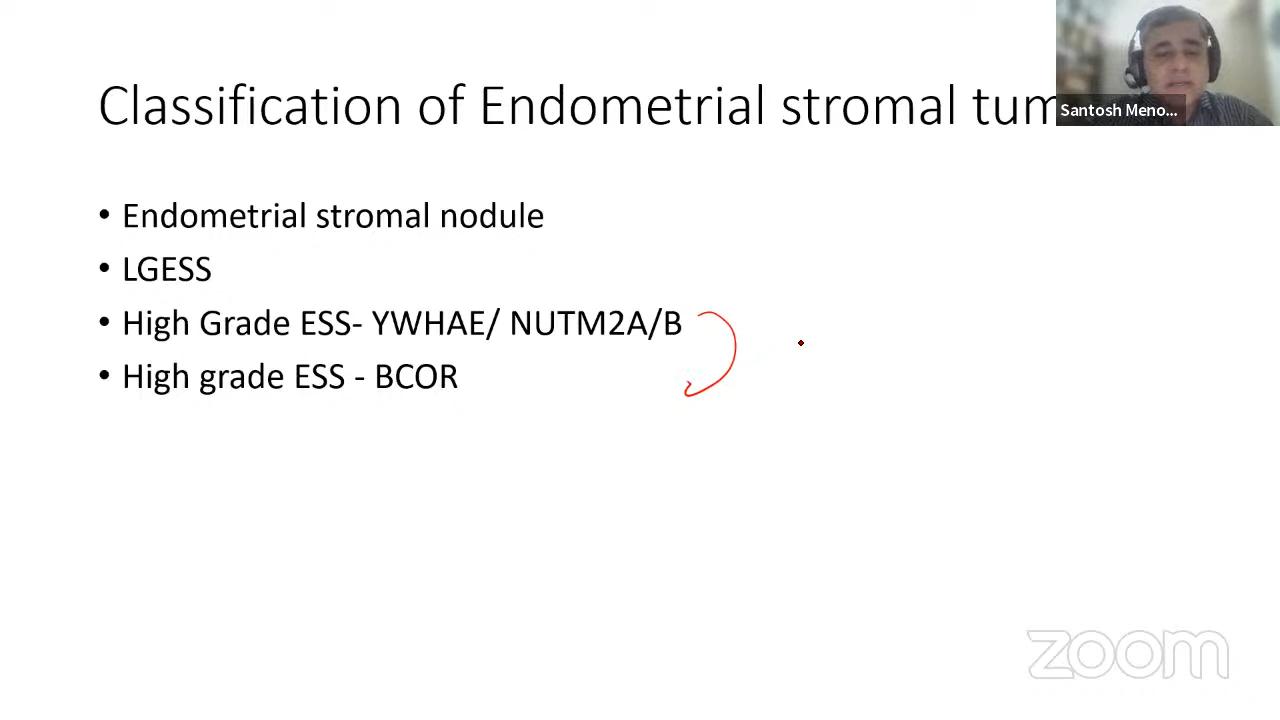 Classification of Endometrial stromal tum
Santosh Meno...
• Endometrial stromal nodule
• LGESS
• High Grade ESS- YWHAE/ NUTM2A/B
• High grade ESS - BCOR
zoom